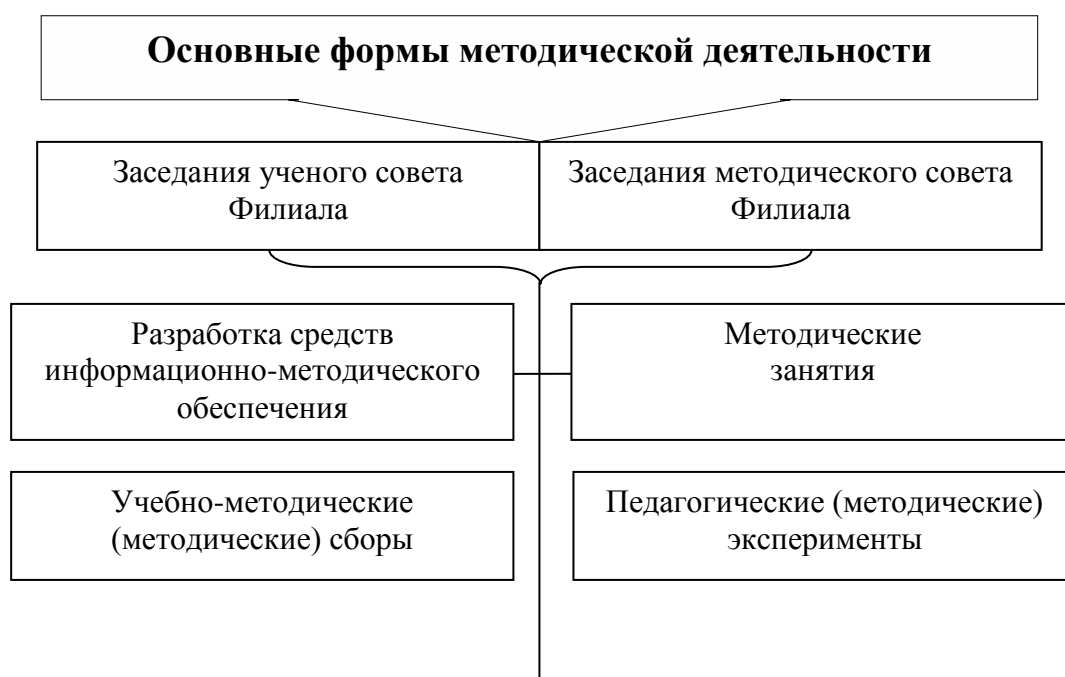 Основные формы методической деятельности
Заседания ученого совета
Филиала
Заседания методического совета
Филиала
Разработка средств
информационно-методического
обеспечения
Методические
занятия
Учебно-методические
(методические) сборы
Педагогические (методические)
эксперименты